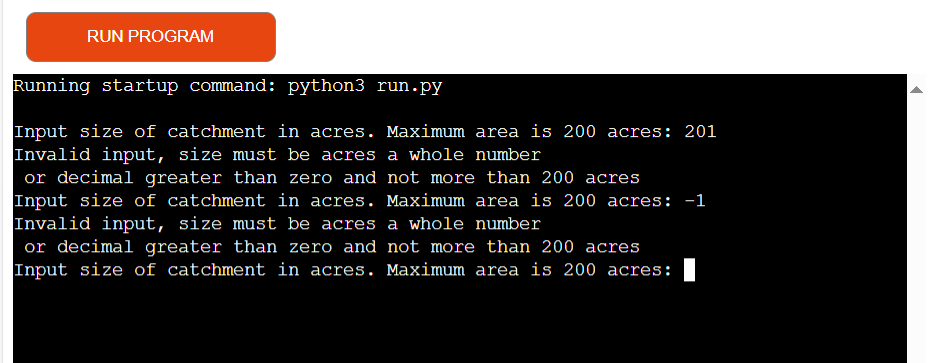 RUN PROGRAM
Running startup command: python3 run.py
Input size of catchment in acres. Maximum area is 200 acres: 201
Invalid input, size must be acres a whole number
or decimal greater than zero and not more than 200 acres
Input size of catchment in acres. Maximum area is 200 acres: -1
Invalid input, size must be acres a whole number
or decimal greater than zero and not more than 200 acres
Input size of catchment in acres. Maximum area is 200 acres: